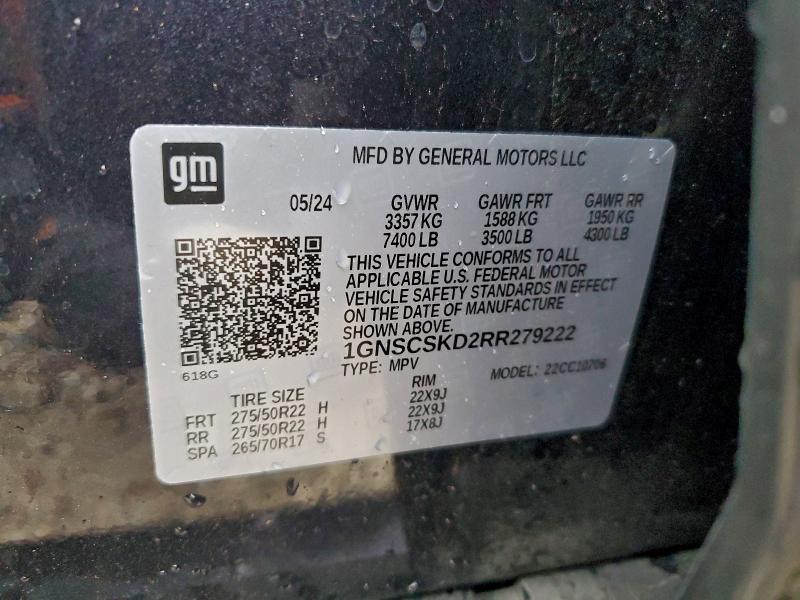 gm
MFD BY GENERAL MOTORS LLC
05/24 GVWR GAWR FRT GAWR RR
3357 KG 1588 KG 1950 KG
7400 LB 3500 LB 4300 LB
THIS VEHICLE CONFORMS TO ALL
APPLICABLE U.S. FEDERAL MOTOR
VEHICLE SAFETY STANDARDS IN EFFECT
ON THE DATE OF MANUFACTURE
SHOWN ABOVE.
1GNSCSKD2RR279222
618G
TYPE: MPV MODEL: 22CC10706
TIRE SIZE RIM
FRT 275/50R22 H 22X9J
RR 275/50R22 H 22X9J
SPA 265/70R17 S 17X8J